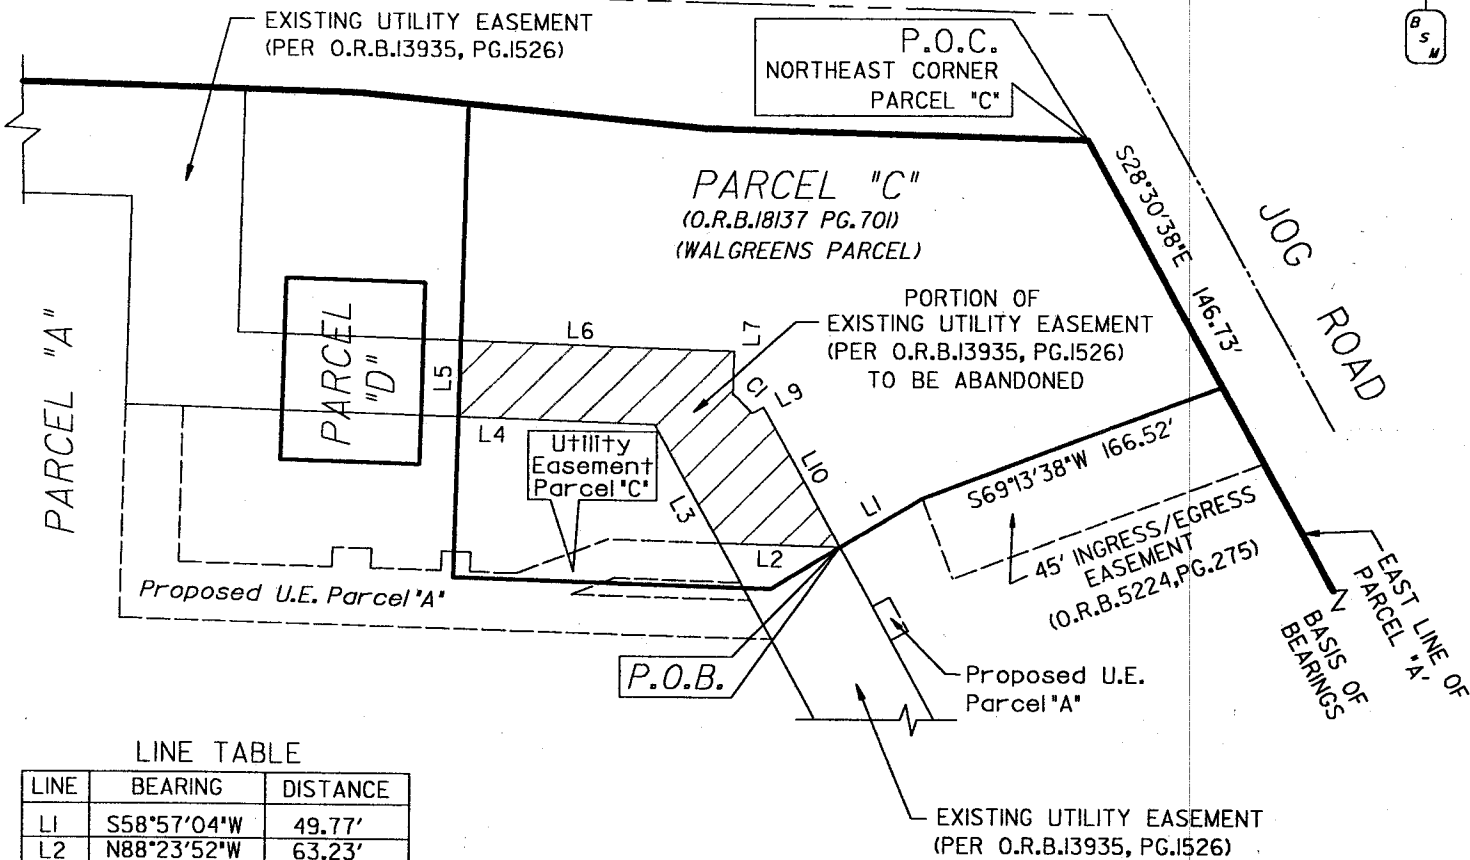 EXISTING UTILITY EASEMENT
(PER O.R.B.13935, PG.1526)
P.O.C.
NORTHEAST CORNER
PARCEL "C"
B
S
M
PARCEL "C"
(O.R.B.18137 PG.701)
(WALGREENS PARCEL)
S28°30'38"E 146.73'
JOG ROAD
PORTION OF
EXISTING UTILITY EASEMENT
(PER O.R.B.13935, PG.1526)
TO BE ABANDONED
PARCEL "A"
PARCEL
"D"
L6
L7
L5
C1
L9
L4
L10
Utility
Easement
Parcel "C"
L3
L1
L2
S69°13'38"W 166.52'
45' INGRESS/EGRESS
EASEMENT
(O.R.B.5224,PG.275)
Proposed U.E. Parcel "A"
EAST LINE OF
PARCEL "A"
BASIS OF
BEARINGS
P.O.B.
Proposed U.E.
Parcel "A"
EXISTING UTILITY EASEMENT
(PER O.R.B.13935, PG.1526)
LINE TABLE
LINE BEARING DISTANCE
L1 S58°57'04"W 49.77'
L2 N88°23'52"W 63.23'